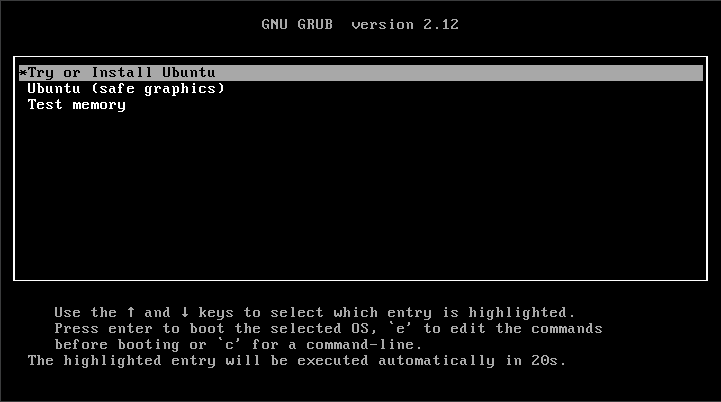 GNU GRUB  version 2.12
*Try or Install Ubuntu
Ubuntu (safe graphics)
Test memory
Use the ↑ and ↓ keys to select which entry is highlighted.
Press enter to boot the selected OS, `e' to edit the commands
before booting or `c' for a command-line.
The highlighted entry will be executed automatically in 20s.